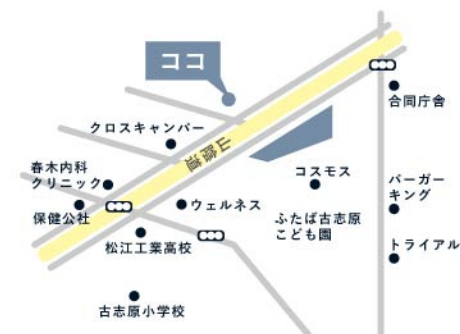 ココ
合同庁舎
クロスキャンバー
山陰道
春木内科
クリニック
コスモス
バーガー
キング
保健公社
ウェルネス
ふたば古志原
こども園
松江工業高校
トライアル
古志原小学校